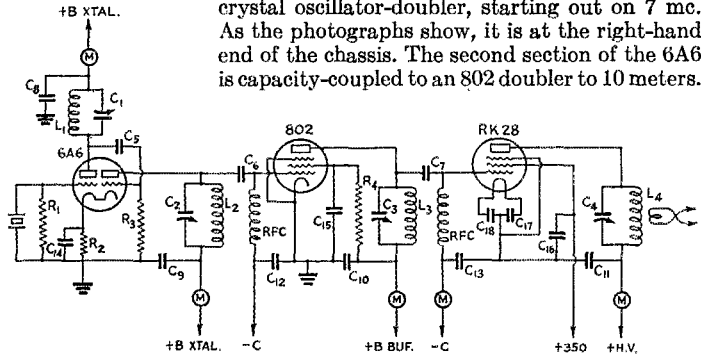 crystal oscillator-doubler, starting out on 7 mc.
As the photographs show, it is at the right-hand
end of the chassis. The second section of the 6A6
is capacity-coupled to an 802 doubler to 10 meters.
+B XTAL.
M
C8
L1
C1
C5
6A6
802
RK 28
C6
C7
R1
R3
C2
L2
RFC
C15
R4
C3
L3
RFC
C18
C17
C4
L4
C14
R2
C9
C12
C10
C13
C16
C11
M
M
M
M
+B XTAL.
-C
+B BUF.
-C
+350
+H.V.